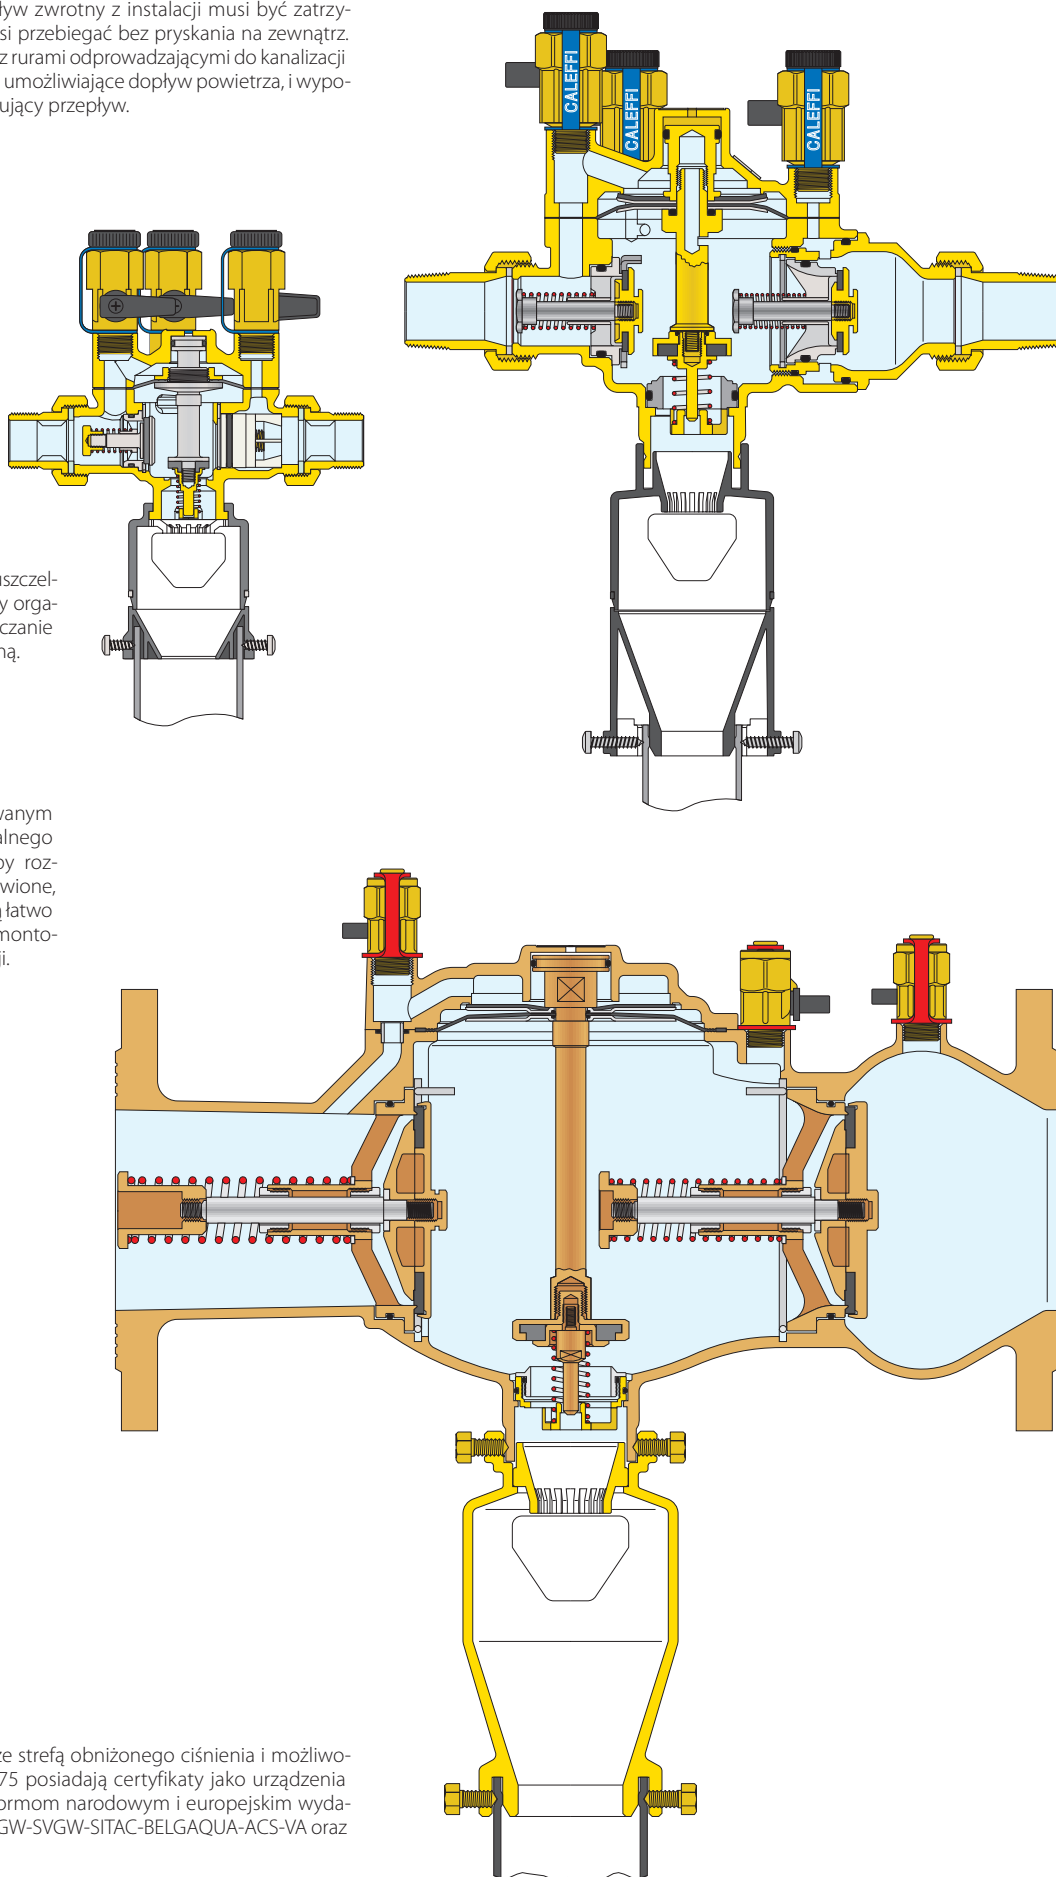 ływ zwrotny z instalacji musi być zatrzy-
si przebiegać bez pryskania na zewnątrz.
z rurami odprowadzającymi do kanalizacji
umożliwiające dopływ powietrza, i wypo-
ujący przepływ.
CALEFFI
CALEFFI
CALEFFI
uszczel-
y orga-
czanie
ną.
wanym
alnego
by roz-
wione,
ą łatwo
monto-
ji.
ze strefą obniżonego ciśnienia i możliwo-
75 posiadają certyfikaty jako urządzenia
ormom narodowym i europejskim wyda-
GW-SVGW-SITAC-BELGAQUA-ACS-VA oraz